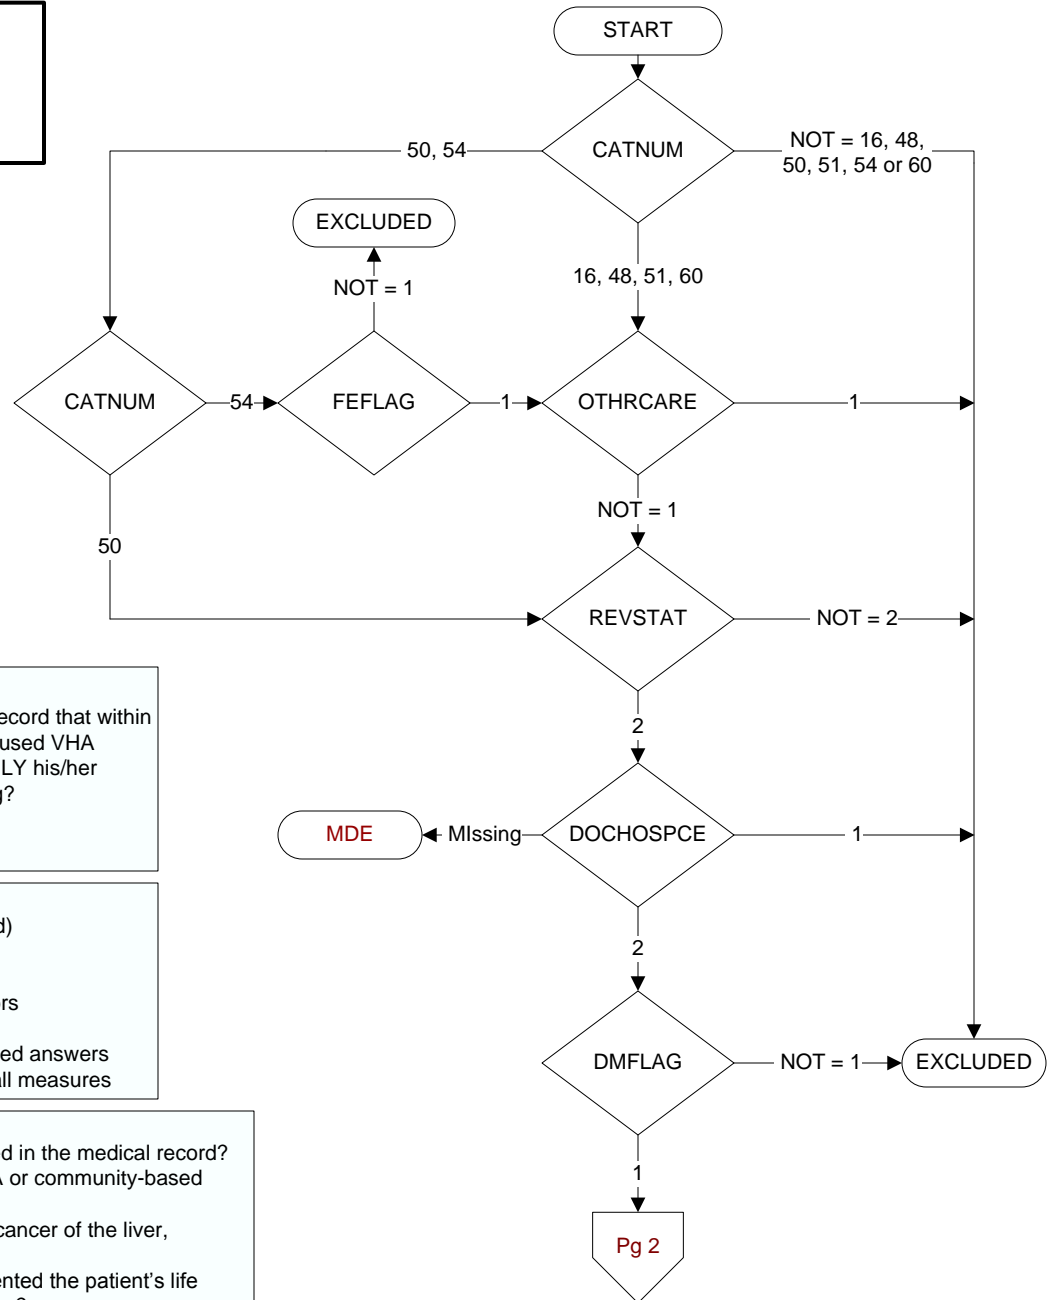 START
CATNUM
50, 54
NOT = 16, 48,
50, 51, 54 or 60
EXCLUDED
NOT = 1
16, 48, 51, 60
CATNUM
54
FEFLAG
1
OTHRCARE
1
NOT = 1
50
REVSTAT
NOT = 2
2
MDE
MIssing
DOCHOSPCE
1
2
DMFLAG
NOT = 1
EXCLUDED
1
Pg 2
ecord that within
used VHA
LY his/her
?
d)
rs
ed answers
all measures
ed in the medical record?
or community-based
cancer of the liver,
nted the patient's life